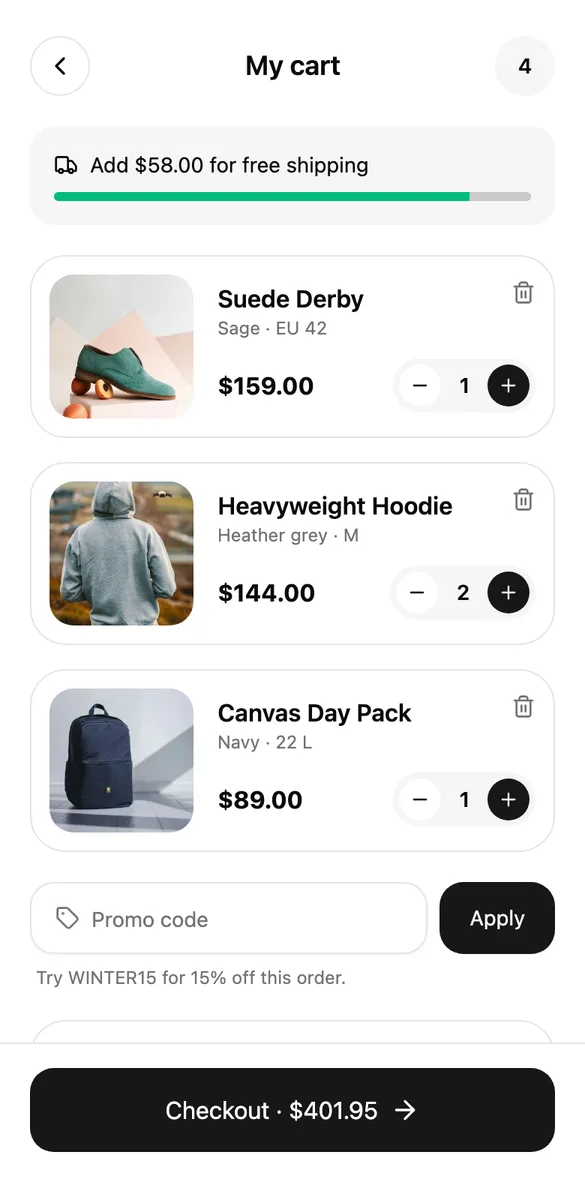 My cart
4
Add $58.00 for free shipping
Suede Derby
Sage · EU 42
$159.00
− 1 +
Heavyweight Hoodie
Heather grey · M
$144.00
− 2 +
Canvas Day Pack
Navy · 22 L
$89.00
− 1 +
Promo code
Apply
Try WINTER15 for 15% off this order.
Checkout · $401.95 →